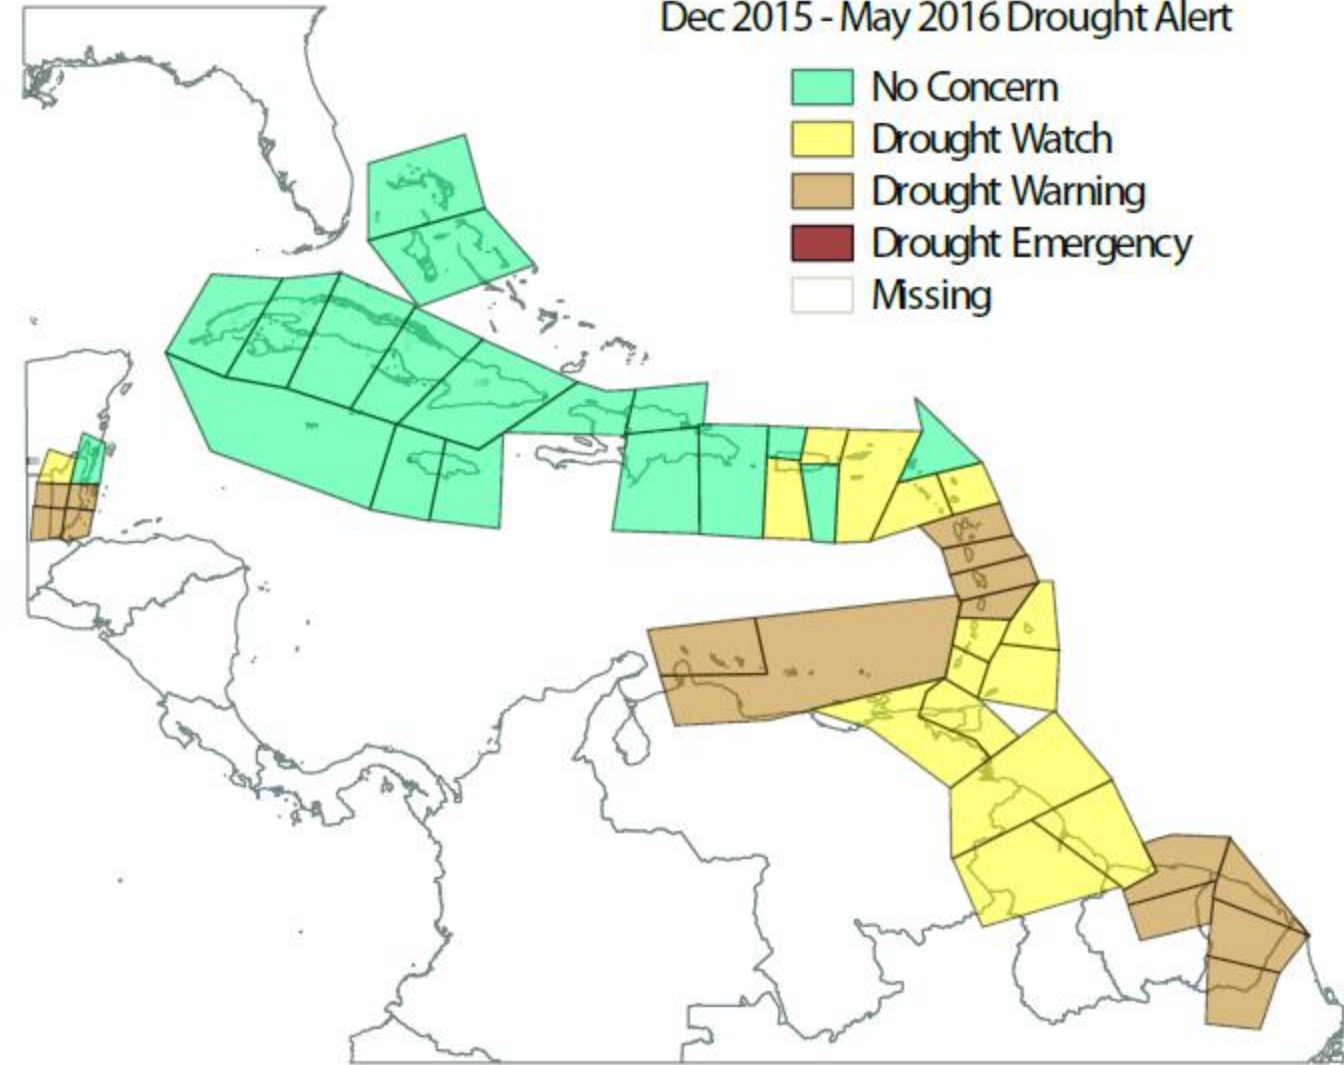 Dec 2015 - May 2016 Drought Alert
No Concern
Drought Watch
Drought Warning
Drought Emergency
Missing